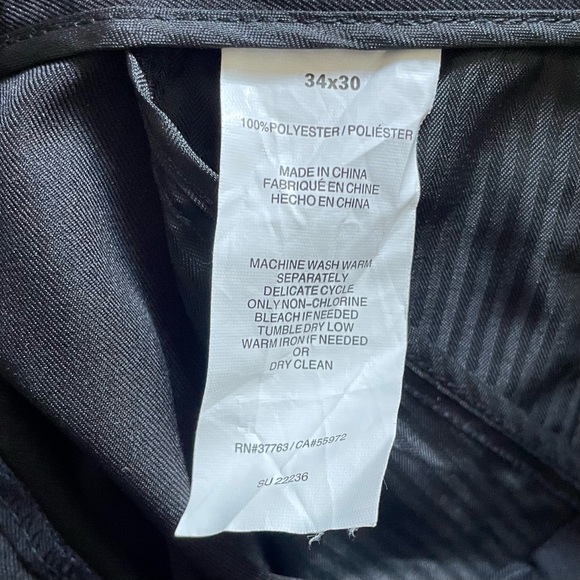 34x30
100%POLYESTER/POLIÉSTER
MADE IN CHINA
FABRIQUÉ EN CHINE
HECHO EN CHINA
MACHINE WASH WARM
SEPARATELY
DELICATE CYCLE
ONLY NON-CHLORINE
BLEACH IF NEEDED
TUMBLE DRY LOW
WARM IRON IF NEEDED
OR
DRY CLEAN
RN#37763/CA#55972
SU 22236